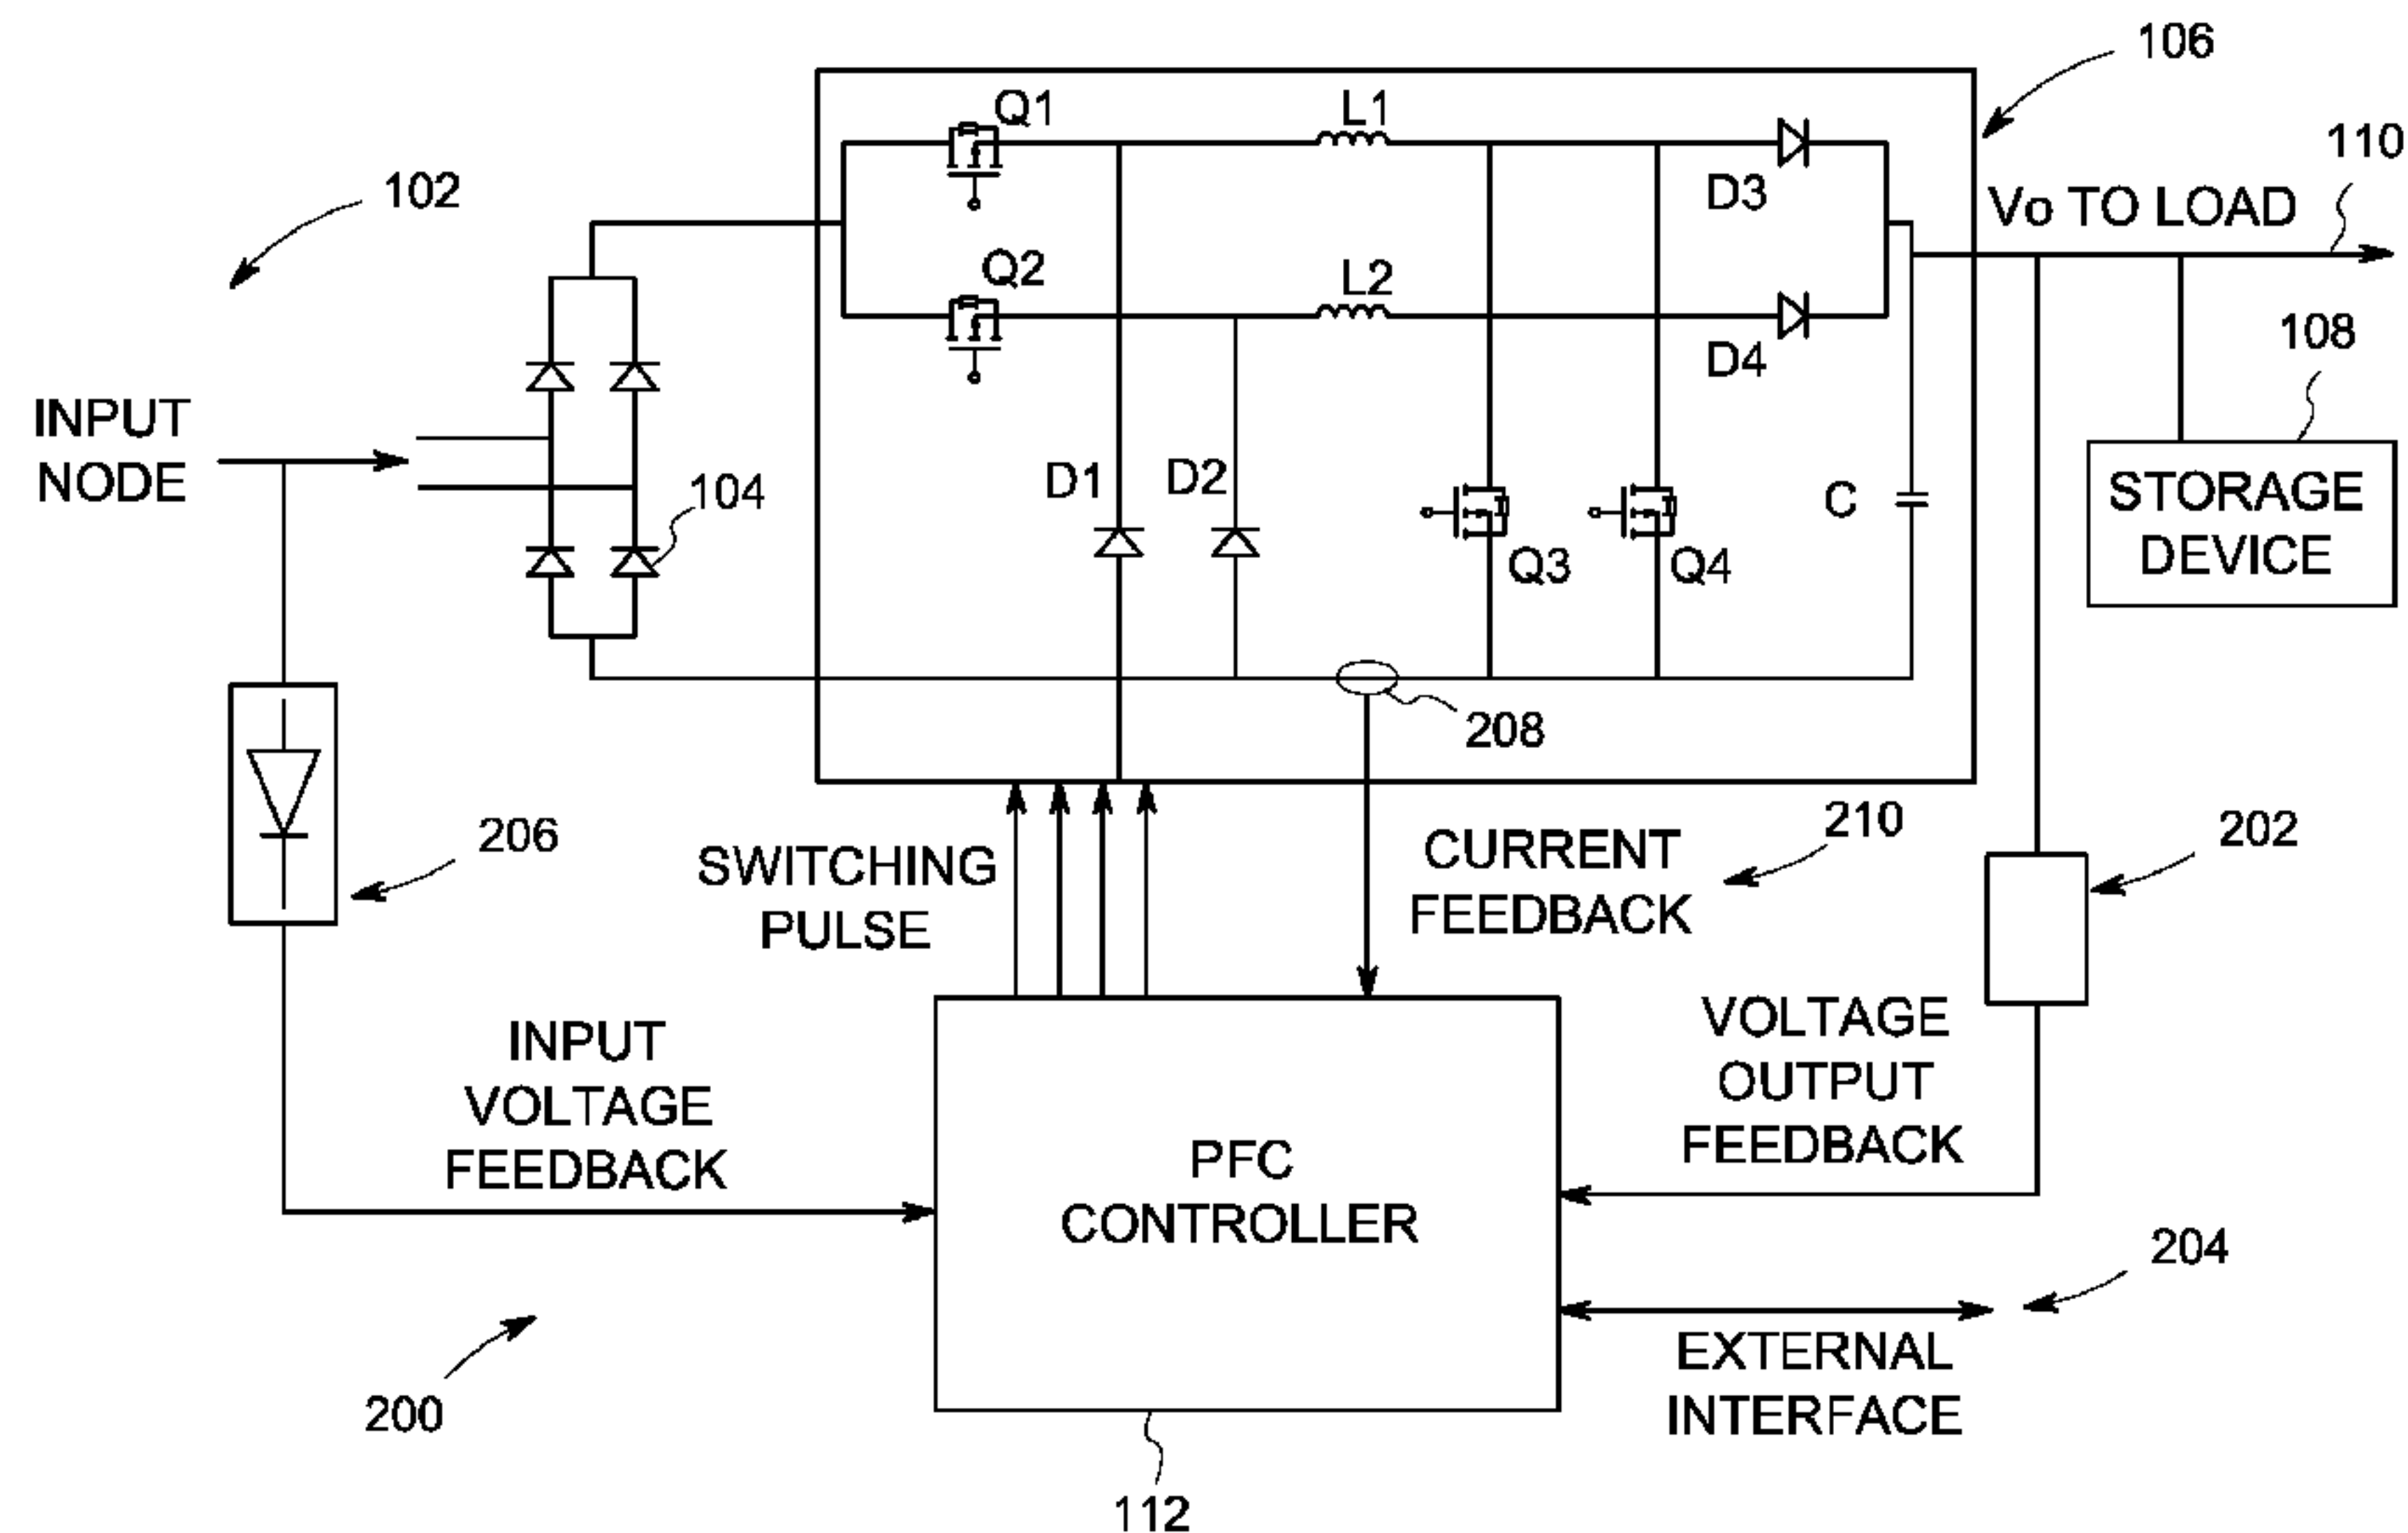 106
Q1
L1
110
102
D3
Vo TO LOAD
Q2
L2
108
D4
INPUT
NODE
D1
D2
104
C
STORAGE
DEVICE
Q3
Q4
208
206
SWITCHING
PULSE
CURRENT
FEEDBACK
210
202
INPUT
VOLTAGE
FEEDBACK
VOLTAGE
OUTPUT
FEEDBACK
PFC
CONTROLLER
204
EXTERNAL
INTERFACE
200
112